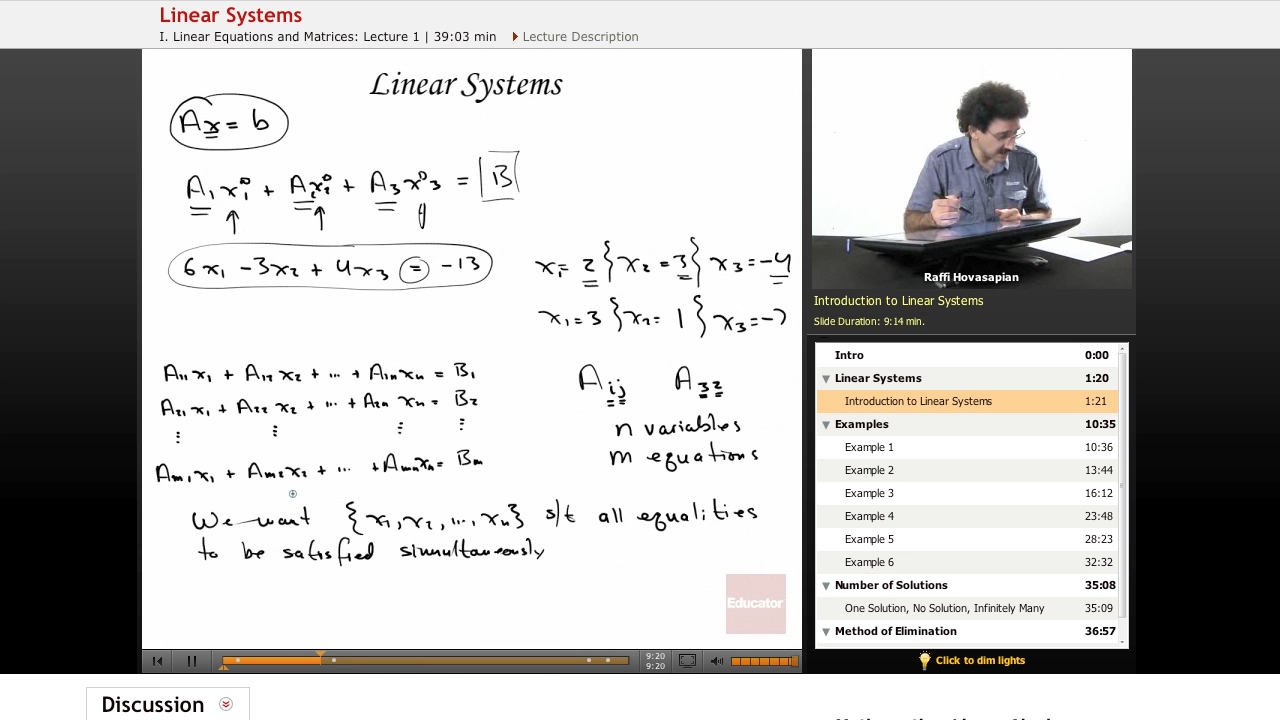 Linear Systems
I. Linear Equations and Matrices: Lecture 1 | 39:03 min Lecture Description
Linear Systems
Ax = b
A₁x₁⁰ + A₂x₂⁰ + A₃x⁰₃ = B
6x₁ - 3x₂ + 4x₃ = -13
x₁ = 2 } x₂ = 3 } x₃ = -4
x₁ = 3 } x₂ = 1 { x₃ = -7
A₁₁x₁ + A₁₂x₂ + ... + A₁ₙxₙ = B₁
A₂₁x₁ + A₂₂x₂ + ... + A₂ₙxₙ = B₂
⋮ ⋮ ⋮ ⋮
Aₘ₁x₁ + Aₘ₂x₂ + ... + Aₘₙxₙ = Bₘ
Aᵢⱼ A₃₂
n variables
m equations
We want {x₁, x₂, ..., xₙ} s/t all equalities
to be satisfied simultaneously
Educator
9:20
9:20
Raffi Hovasapian
Introduction to Linear Systems
Slide Duration: 9:14 min.
Intro 0:00
Linear Systems 1:20
Introduction to Linear Systems 1:21
Examples 10:35
Example 1 10:36
Example 2 13:44
Example 3 16:12
Example 4 23:48
Example 5 28:23
Example 6 32:32
Number of Solutions 35:08
One Solution, No Solution, Infinitely Many 35:09
Method of Elimination 36:57
Click to dim lights
Discussion